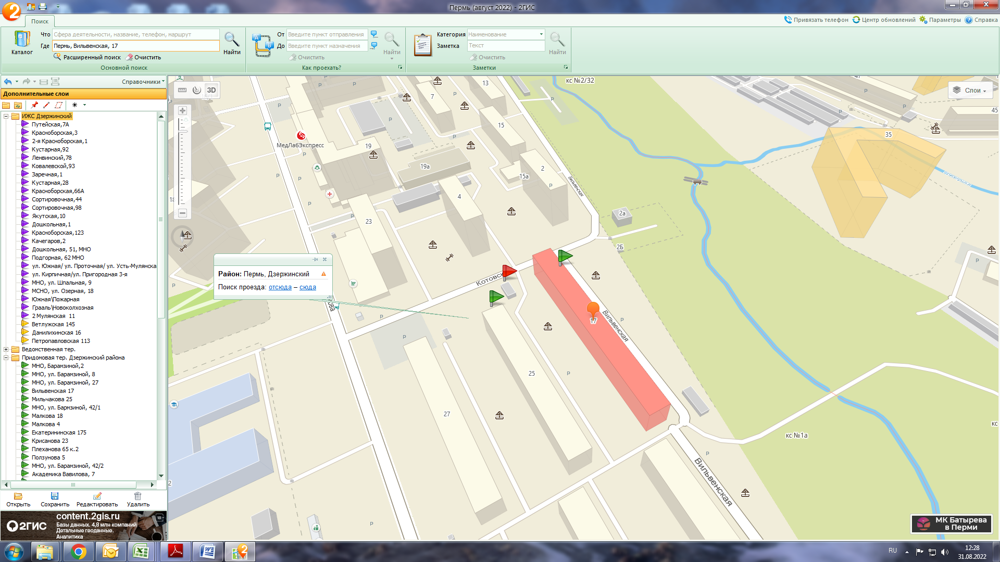 Пермь (август 2022) - 2ГИС
Поиск
Привязать телефон
Центр обновлений
Параметры
Справка
Каталог
Что
Сфера деятельности, название, телефон, маршрут
Где
Пермь, Вильвенская, 17
Расширенный поиск
Очистить
Найти
Основной поиск
От
Введите пункт отправления
До
Введите пункт назначения
Очистить
Найти
Как проехать?
Категория
Наименование
Заметка
Текст
Очистить
Найти
Заметки
Справочники
Дополнительные слои
ИЖС Дзержинский
Путейская,7А
Красноборская,3
2-я Красноборская,1
Кустарная,92
Ленвинский,78
Ковалевской,93
Заречная,1
Кустарная,28
Красноборская,66А
Сортировочная,44
Сортировочная,98
Якутская,10
Дошкольная,1
Красноборская,123
Качегаров,2
Дошкольная, 51, МНО
Подгорная, 62 МНО
ул. Южная/ ул. Проточная/ ул. Усть-Мулянска
ул. Кирпичная/ул. Пригородная 3-я
МНО, ул. Шпальная, 9
МСНО, ул. Озерная, 18
Южная\Пожарная
Грааль\Новоколхозная
2 Мулянская 11
Ветлужская 145
Данилихинская 16
Петропавловская 113
Ведомственная тер.
Придомовая тер. Дзержинский района
МНО, Барамзиной,2
МНО, ул. Барамзиной, 8
МНО, ул. Барамзиной, 27
Вильвенская 17
Мильчакова 25
МНО, ул. Бармзиной, 42/1
Малкова 18
Малкова 4
Екатерининская 175
Крисанова 23
Плеханова 65 к.2
Ползунова 5
МНО, ул. Барамзиной, 42/2
Академика Вавилова, 7
Открыть
Сохранить
Редактировать
Удалить
2ГИС
content.2gis.ru
Базы данных. 4,8 млн компаний
Детальные геоданные.
Аналитика
18+
3D
Слои
кс №2/32
13
7
15
47
45
35
МедЛабЭкспресс
19
19а
2
15а
Вильвенская
4
2а
23
2Б
Район: Пермь, Дзержинский
Поиск проезда: отсюда – сюда
Котовск
17
Вильвенская
25
27
кс №1а
кс
Вильвенская
МК Батырева
в Перми
RU
12:28
31.08.2022